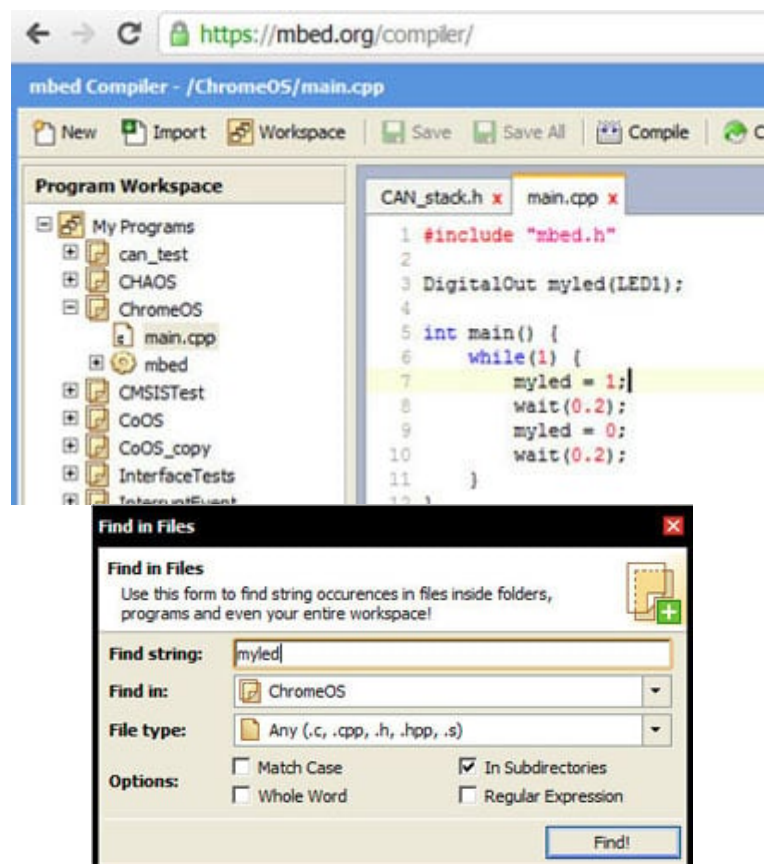 https://mbed.org/compiler/
mbed Compiler - /ChromeOS/main.cpp
New Import Workspace Save Save All Compile
Program Workspace
My Programs
can_test
CHAOS
ChromeOS
main.cpp
mbed
CMSISTest
CoOS
CoOS_copy
InterfaceTests
InterruptEvent
CAN_stack.h x main.cpp x
1 #include "mbed.h"
2
3 DigitalOut myled(LED1);
4
5 int main() {
6 while(1) {
7 myled = 1;
8 wait(0.2);
9 myled = 0;
10 wait(0.2);
11 }
12 }
Find in Files
Find in Files
Use this form to find string occurences in files inside folders,
programs and even your entire workspace!
Find string: myled
Find in: ChromeOS
File type: Any (.c, .cpp, .h, .hpp, .s)
Options: Match Case In Subdirectories
Whole Word Regular Expression
Find!